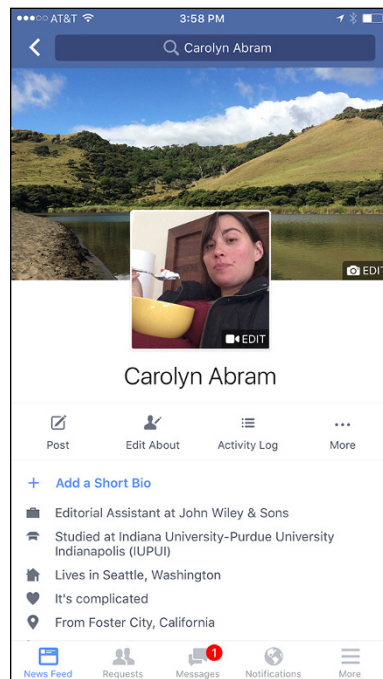 AT&T 3:58 PM
Carolyn Abram
EDIT
EDIT
Carolyn Abram
Post Edit About Activity Log More
+ Add a Short Bio
Editorial Assistant at John Wiley & Sons
Studied at Indiana University-Purdue University
Indianapolis (IUPUI)
Lives in Seattle, Washington
It's complicated
From Foster City, California
1
News Feed Requests Messages Notifications More